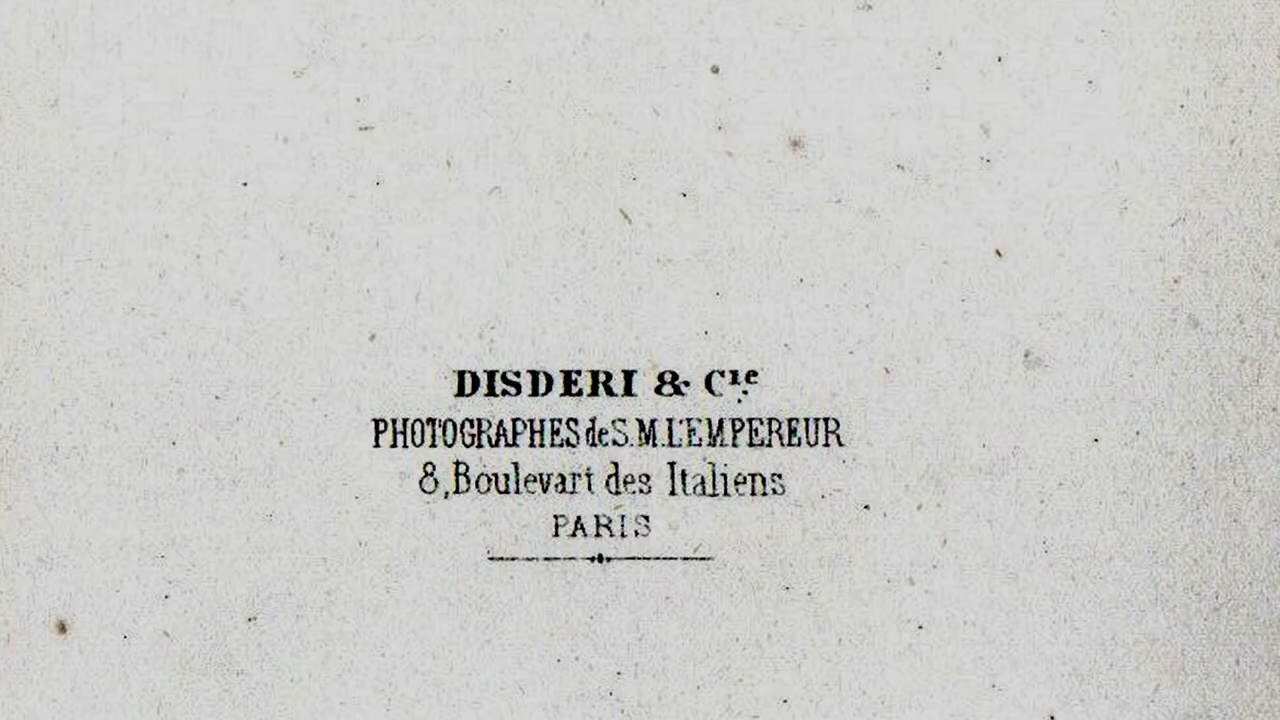 DISDERI & Cie
PHOTOGRAPHES de S. M. L'EMPEREUR
8, Boulevart des Italiens
PARIS